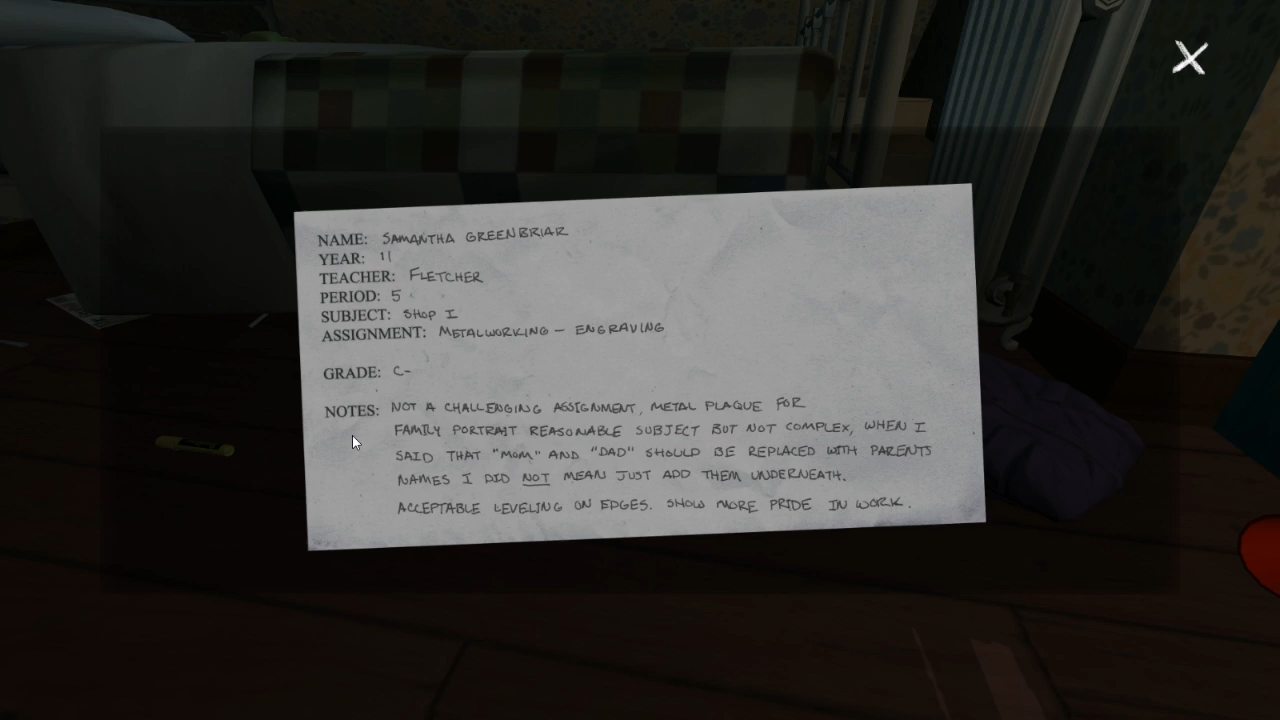 NAME: SAMANTHA GREENBRIAR
YEAR: 11
TEACHER: FLETCHER
PERIOD: 5
SUBJECT: SHOP I
ASSIGNMENT: METALWORKING - ENGRAVING
GRADE: C-
NOTES: NOT A CHALLENGING ASSIGNMENT, METAL PLAQUE FOR
FAMILY PORTRAIT REASONABLE SUBJECT BUT NOT COMPLEX, WHEN I
SAID THAT "MOM" AND "DAD" SHOULD BE REPLACED WITH PARENTS
NAMES I DID NOT MEAN JUST ADD THEM UNDERNEATH.
ACCEPTABLE LEVELING ON EDGES. SHOW MORE PRIDE IN WORK.